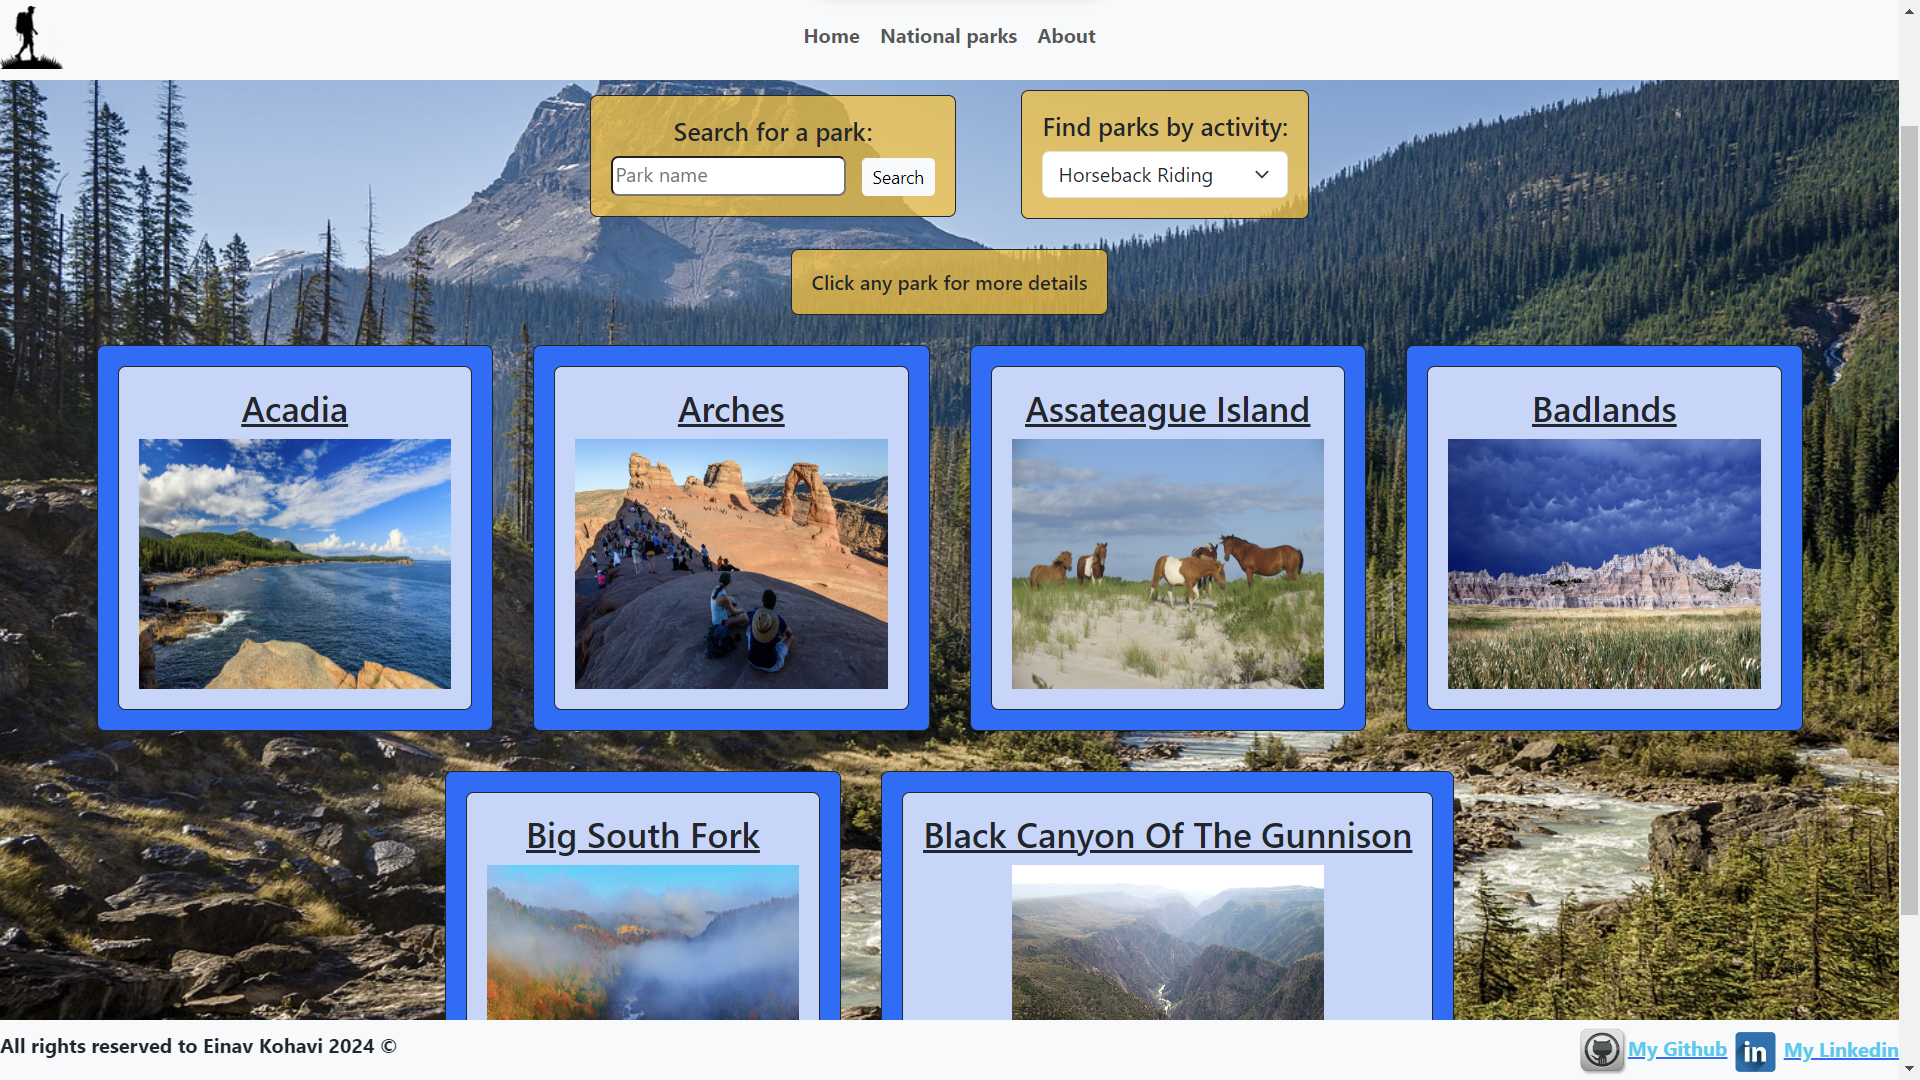 Home National parks About
Search for a park:
Park name
Search
Find parks by activity:
Horseback Riding
Click any park for more details
Acadia
Arches
Assateague Island
Badlands
Big South Fork
Black Canyon Of The Gunnison
All rights reserved to Einav Kohavi 2024 ©
My Github
in
My Linkedin